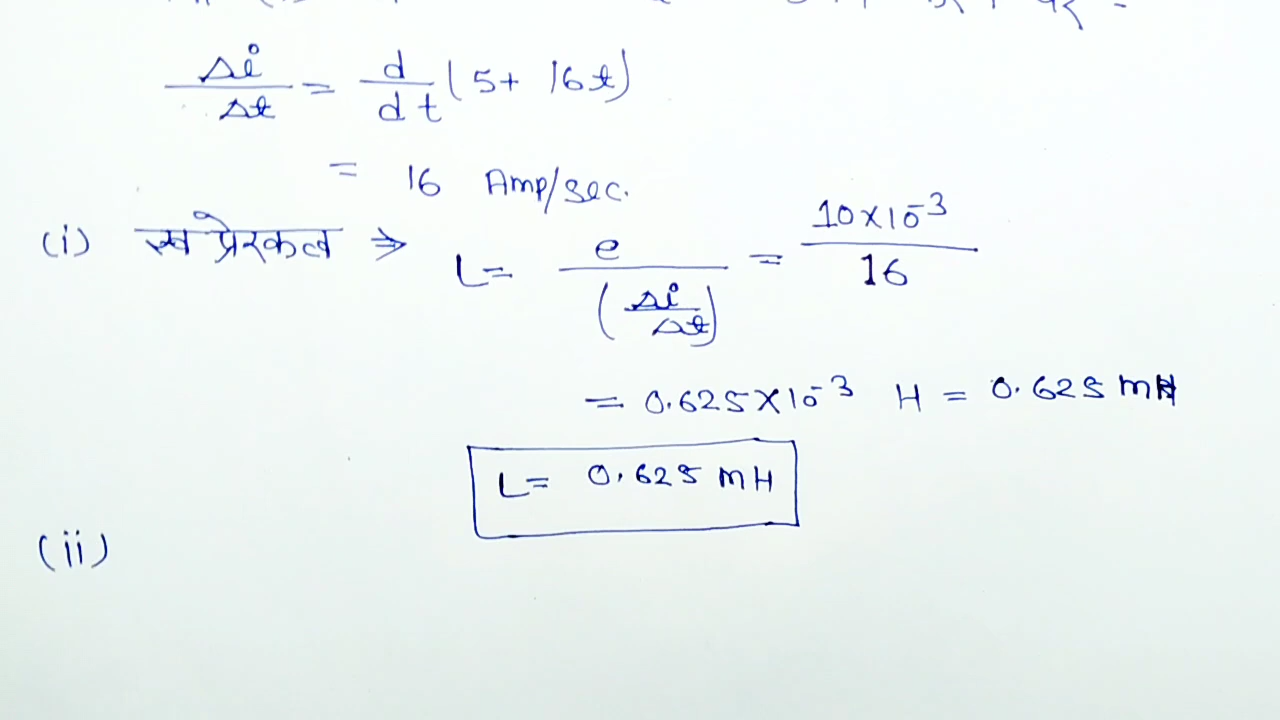 Δi/Δt = d/dt (5+ 16t)
= 16 Amp/sec.
(i) स्व प्रेरकत्व ⇒ L= e/(Δi/Δt) = 10×10⁻³/16
= 0.625×10⁻³ H = 0.625 mH
L= 0.625 mH
(ii)